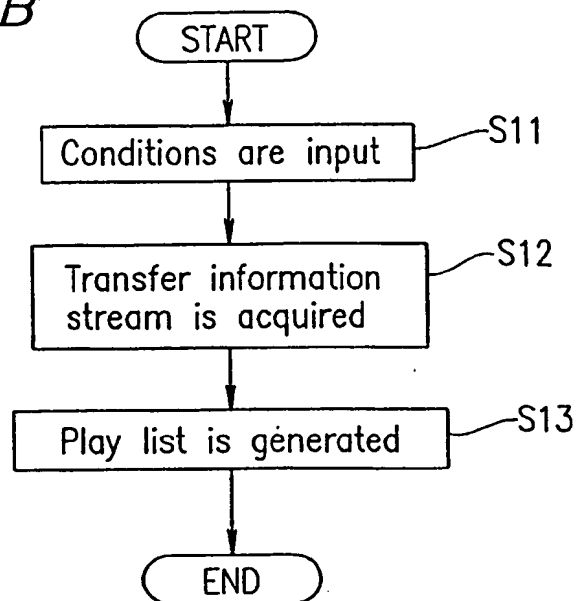 B
START
Conditions are input
S11
Transfer information
stream is acquired
S12
Play list is generated
S13
END